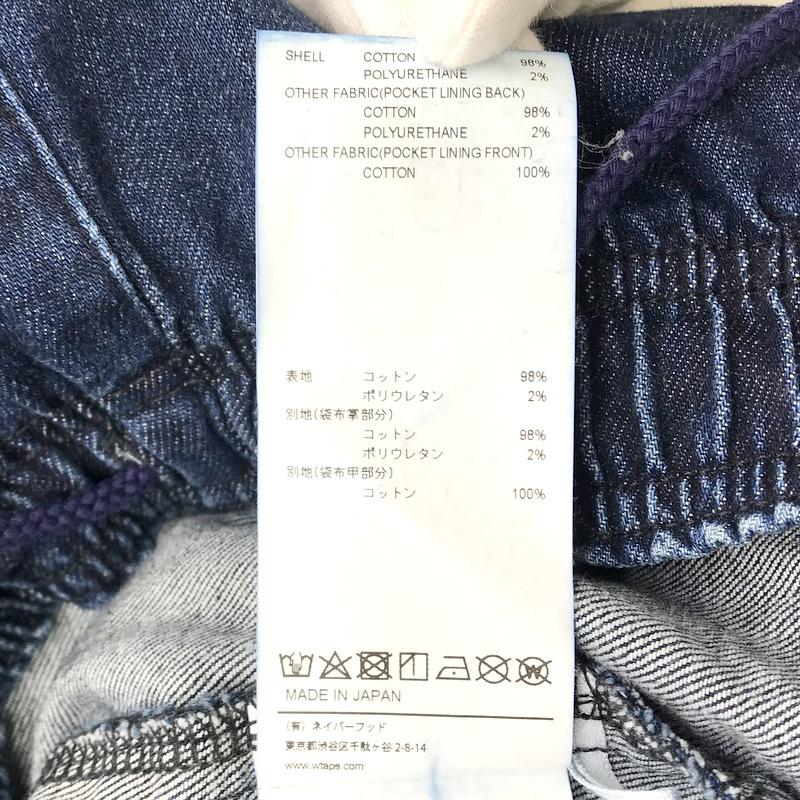 SHELL COTTON 98%
POLYURETHANE 2%
OTHER FABRIC(POCKET LINING BACK)
COTTON 98%
POLYURETHANE 2%
OTHER FABRIC(POCKET LINING FRONT)
COTTON 100%
表地 コットン 98%
ポリウレタン 2%
別地(袋布掌部分)
コットン 98%
ポリウレタン 2%
別地(袋布甲部分)
コットン 100%
MADE IN JAPAN
(有) ネイバーフッド
東京都渋谷区千駄ヶ谷 2-8-14
www.wtaps.com